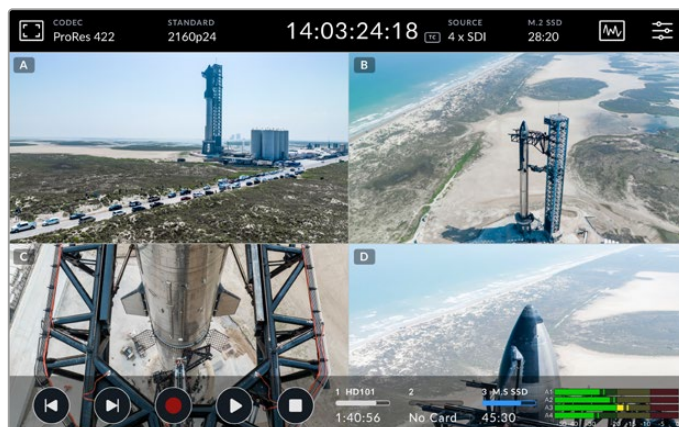 CODEC
ProRes 422
STANDARD
2160p24
14:03:24:18 TC
SOURCE
4 x SDI
M.2 SSD
28:20
A
B
C
D
1 HD101
1:40:56
2
No Card
3 M.S SSD
45:30
A1
A2
A3
A4